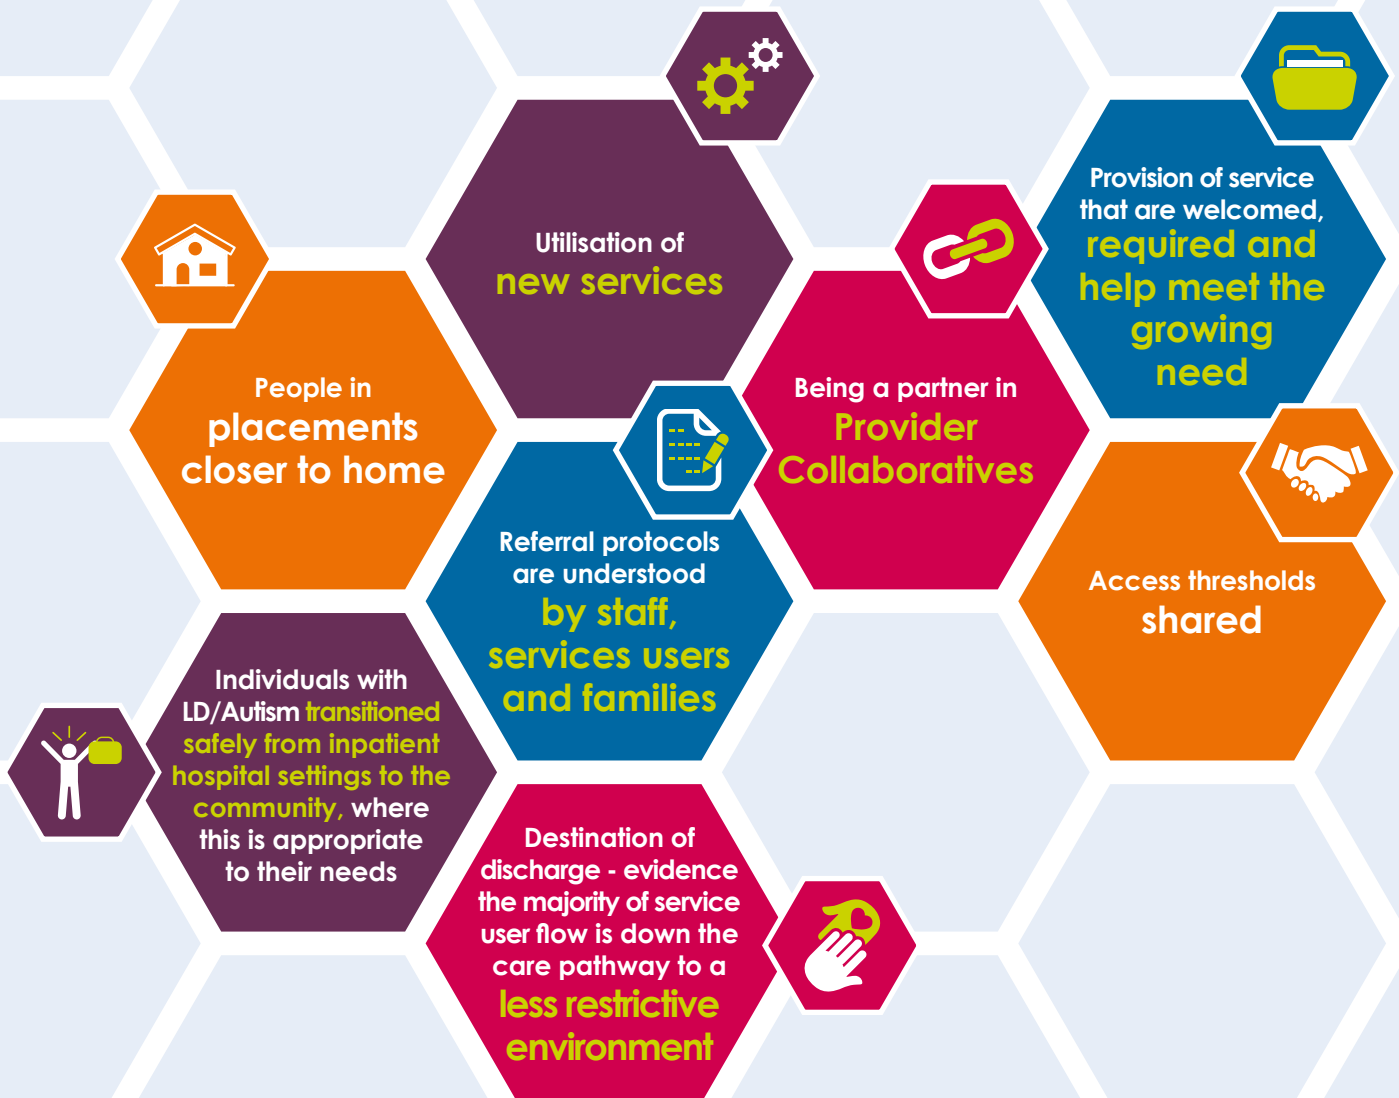 Utilisation of
new services
Provision of service
that are welcomed,
required and
help meet the
growing
need
People in
placements
closer to home
Being a partner in
Provider
Collaboratives
Referral protocols
are understood
by staff,
services users
and families
Access thresholds
shared
Individuals with
LD/Autism transitioned
safely from inpatient
hospital settings to the
community, where
this is appropriate
to their needs
Destination of
discharge - evidence
the majority of service
user flow is down the
care pathway to a
less restrictive
environment